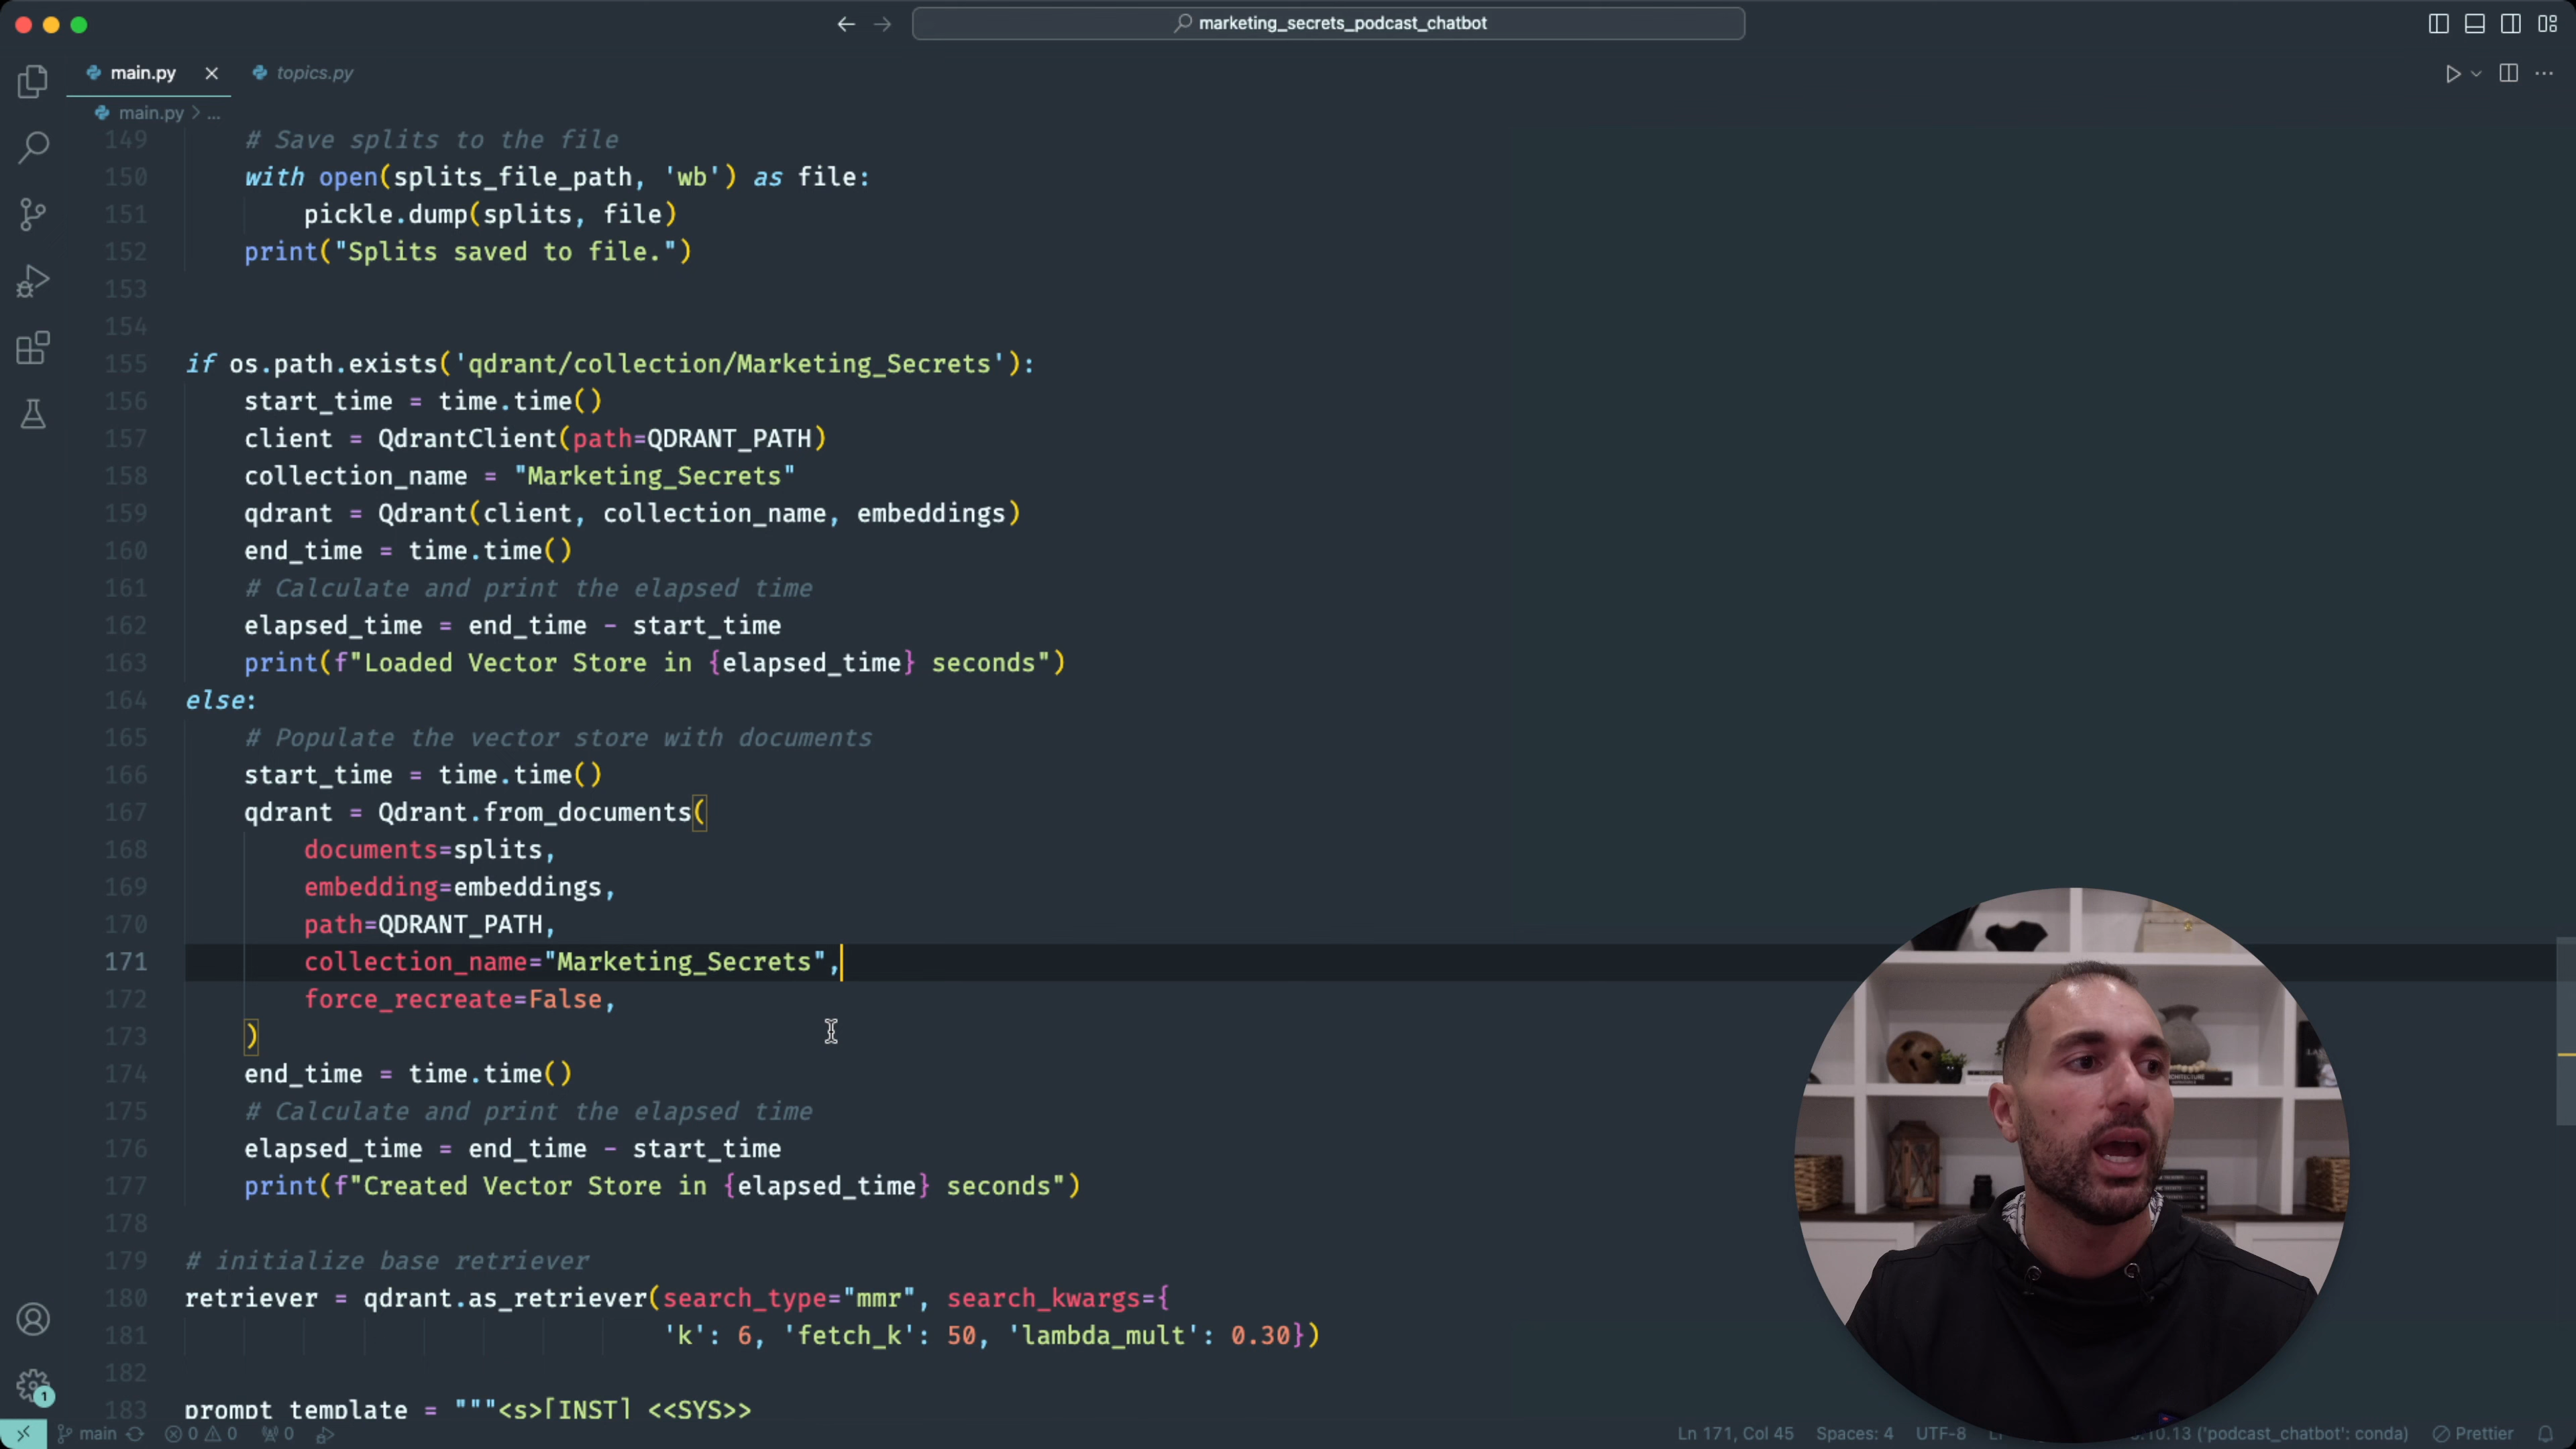 marketing_secrets_podcast_chatbot
main.py
topics.py
main.py > ...
149 # Save splits to the file
150 with open(splits_file_path, 'wb') as file:
151 pickle.dump(splits, file)
152 print("Splits saved to file.")
153
154
155 if os.path.exists('qdrant/collection/Marketing_Secrets'):
156 start_time = time.time()
157 client = QdrantClient(path=QDRANT_PATH)
158 collection_name = "Marketing_Secrets"
159 qdrant = Qdrant(client, collection_name, embeddings)
160 end_time = time.time()
161 # Calculate and print the elapsed time
162 elapsed_time = end_time - start_time
163 print(f"Loaded Vector Store in {elapsed_time} seconds")
164 else:
165 # Populate the vector store with documents
166 start_time = time.time()
167 qdrant = Qdrant.from_documents(
168 documents=splits,
169 embedding=embeddings,
170 path=QDRANT_PATH,
171 collection_name="Marketing_Secrets",
172 force_recreate=False,
173 )
174 end_time = time.time()
175 # Calculate and print the elapsed time
176 elapsed_time = end_time - start_time
177 print(f"Created Vector Store in {elapsed_time} seconds")
178
179 # initialize base retriever
180 retriever = qdrant.as_retriever(search_type="mmr", search_kwargs={
181 'k': 6, 'fetch_k': 50, 'lambda_mult': 0.30})
182
183 prompt_template = """<s>[INST] <<SYS>>
1
main 0 0 0 Ln 171, Col 45 Spaces: 4 UTF-8 10.13 ('podcast_chatbot': conda) Prettier